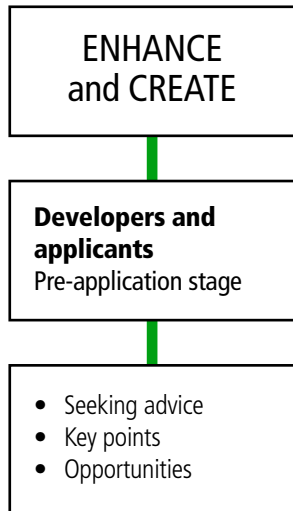 ENHANCE
and CREATE
Developers and
applicants
Pre-application stage
• Seeking advice
• Key points
• Opportunities